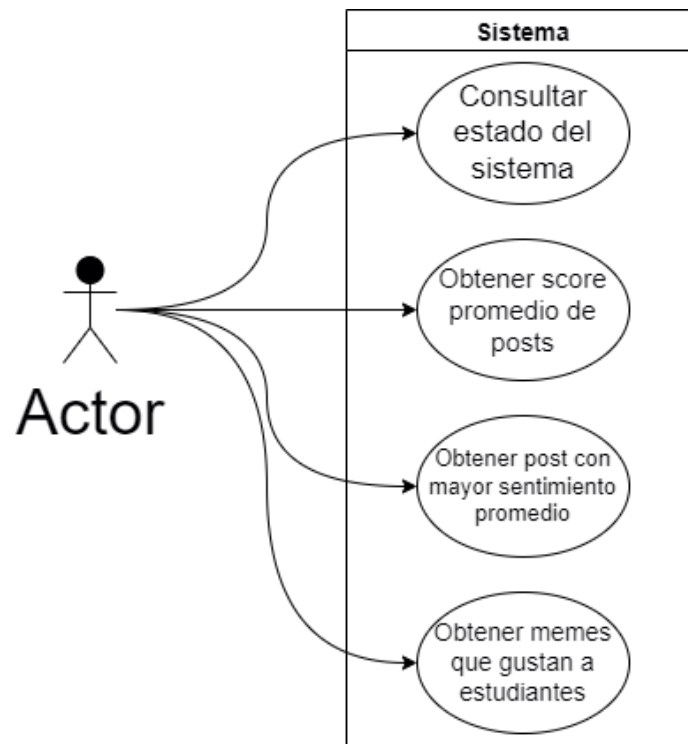 Sistema
Consultar
estado del
sistema
Obtener score
promedio de
posts
Actor
Obtener post con
mayor sentimiento
promedio
Obtener memes
que gustan a
estudiantes